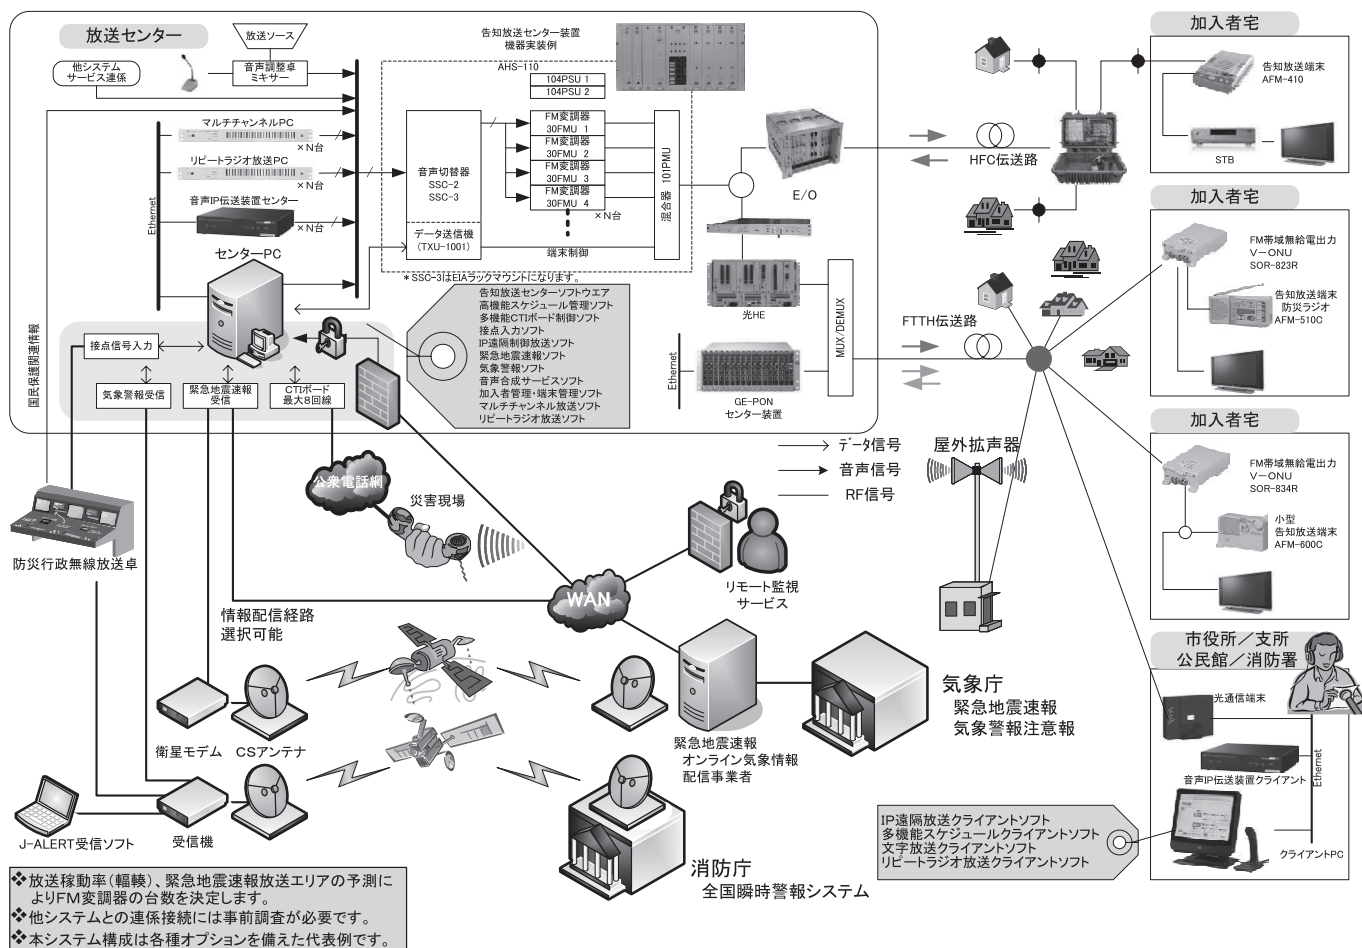 放送センター
放送ソース
他システム
サービス連係
音声調整卓
ミキサー
告知放送センター装置
機器実装例
AHS-110
104PSU 1
104PSU 2
マルチチャンネルPC
×N台
リピートラジオ放送PC
×N台
音声IP伝送装置センター
×N台
Ethernet
センターPC
音声切替器
SSC-2
SSC-3
データ送信機
(TXU-1001)
FM変調器
30FMU 1
FM変調器
30FMU 2
FM変調器
30FMU 3
FM変調器
30FMU 4
×N台
端末制御
混合器 101PMU
*SSC-3はEIAラックマウントになります。
E/O
光HE
MUX/DEMUX
Ethernet
GE-PON
センター装置
告知放送センターソフトウエア
高機能スケジュール管理ソフト
多機能CTIボード制御ソフト
接点入力ソフト
IP遠隔制御放送ソフト
緊急地震速報ソフト
気象警報ソフト
音声合成サービスソフト
加入者管理・端末管理ソフト
マルチチャンネル放送ソフト
リピートラジオ放送ソフト
国民保護関連情報
接点信号入力
気象警報受信
緊急地震速報
受信
CTIボード
最大8回線
HFC伝送路
FTTH伝送路
加入者宅
告知放送端末
AFM-410
STB
加入者宅
FM帯域無給電出力
V-ONU
SOR-823R
告知放送端末
防災ラジオ
AFM-510C
加入者宅
FM帯域無給電出力
V-ONU
SOR-834R
小型
告知放送端末
AFM-600C
データ信号
音声信号
RF信号
屋外拡声器
公衆電話網
災害現場
防災行政無線放送卓
情報配信経路
選択可能
WAN
リモート監視
サービス
市役所/支所
公民館/消防署
光通信端末
音声IP伝送装置クライアント
Ethernet
クライアントPC
衛星モデム
CSアンテナ
緊急地震速報
オンライン気象情報
配信事業者
気象庁
緊急地震速報
気象警報注意報
J-ALERT受信ソフト
受信機
消防庁
全国瞬時警報システム
IP遠隔放送クライアントソフト
多機能スケジュールクライアントソフト
文字放送クライアントソフト
リピートラジオ放送クライアントソフト
❖放送稼動率(輻輳)、緊急地震速報放送エリアの予測に
よりFM変調器の台数を決定します。
❖他システムとの連係接続には事前調査が必要です。
❖本システム構成は各種オプションを備えた代表例です。